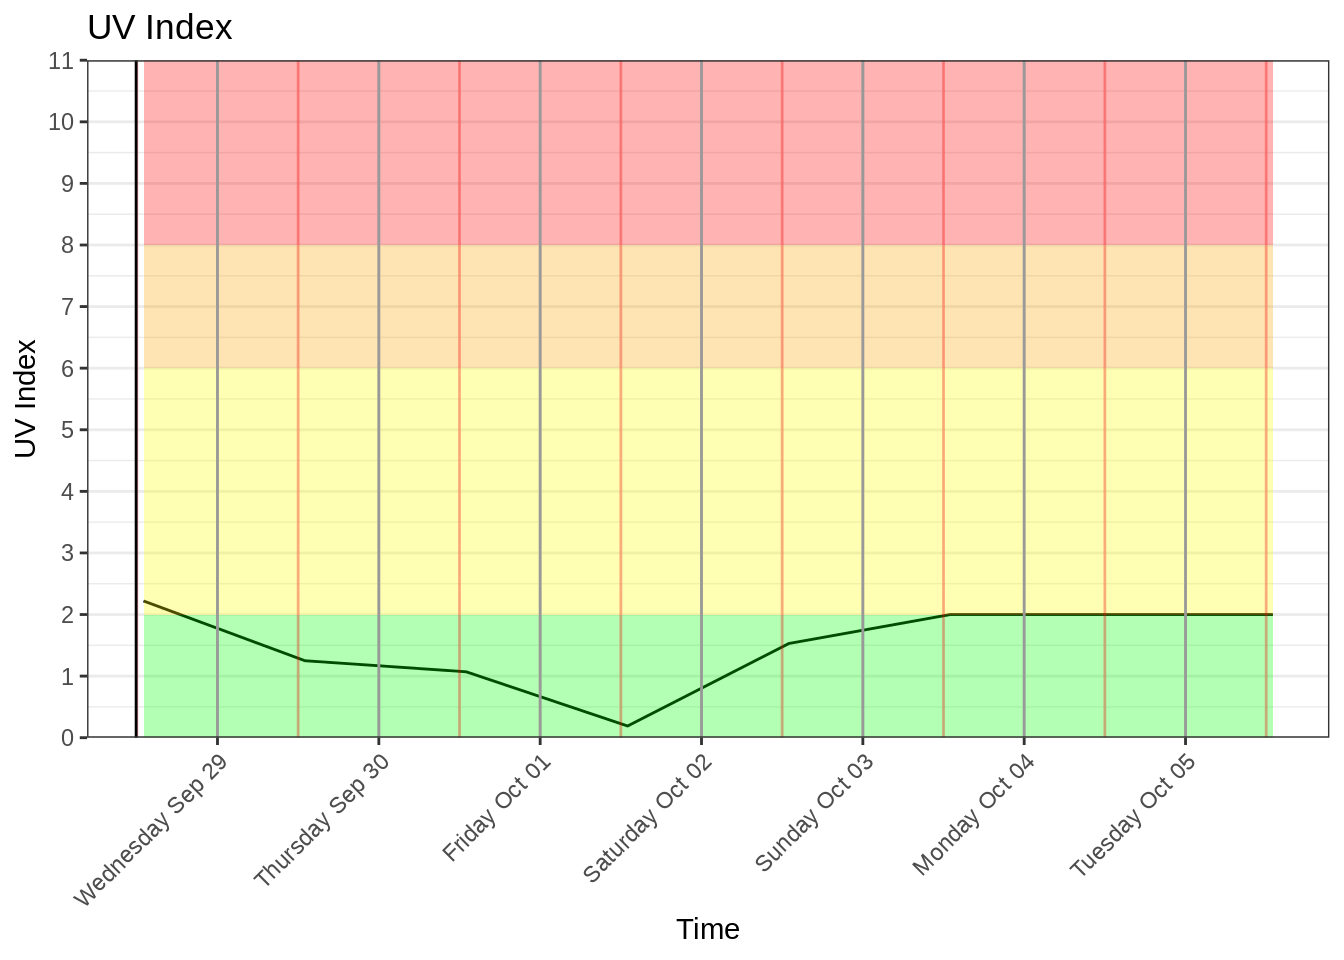 UV Index
11
10
9
8
7
6
5
4
3
2
1
0
UV Index
Wednesday Sep 29
Thursday Sep 30
Friday Oct 01
Saturday Oct 02
Sunday Oct 03
Monday Oct 04
Tuesday Oct 05
Time